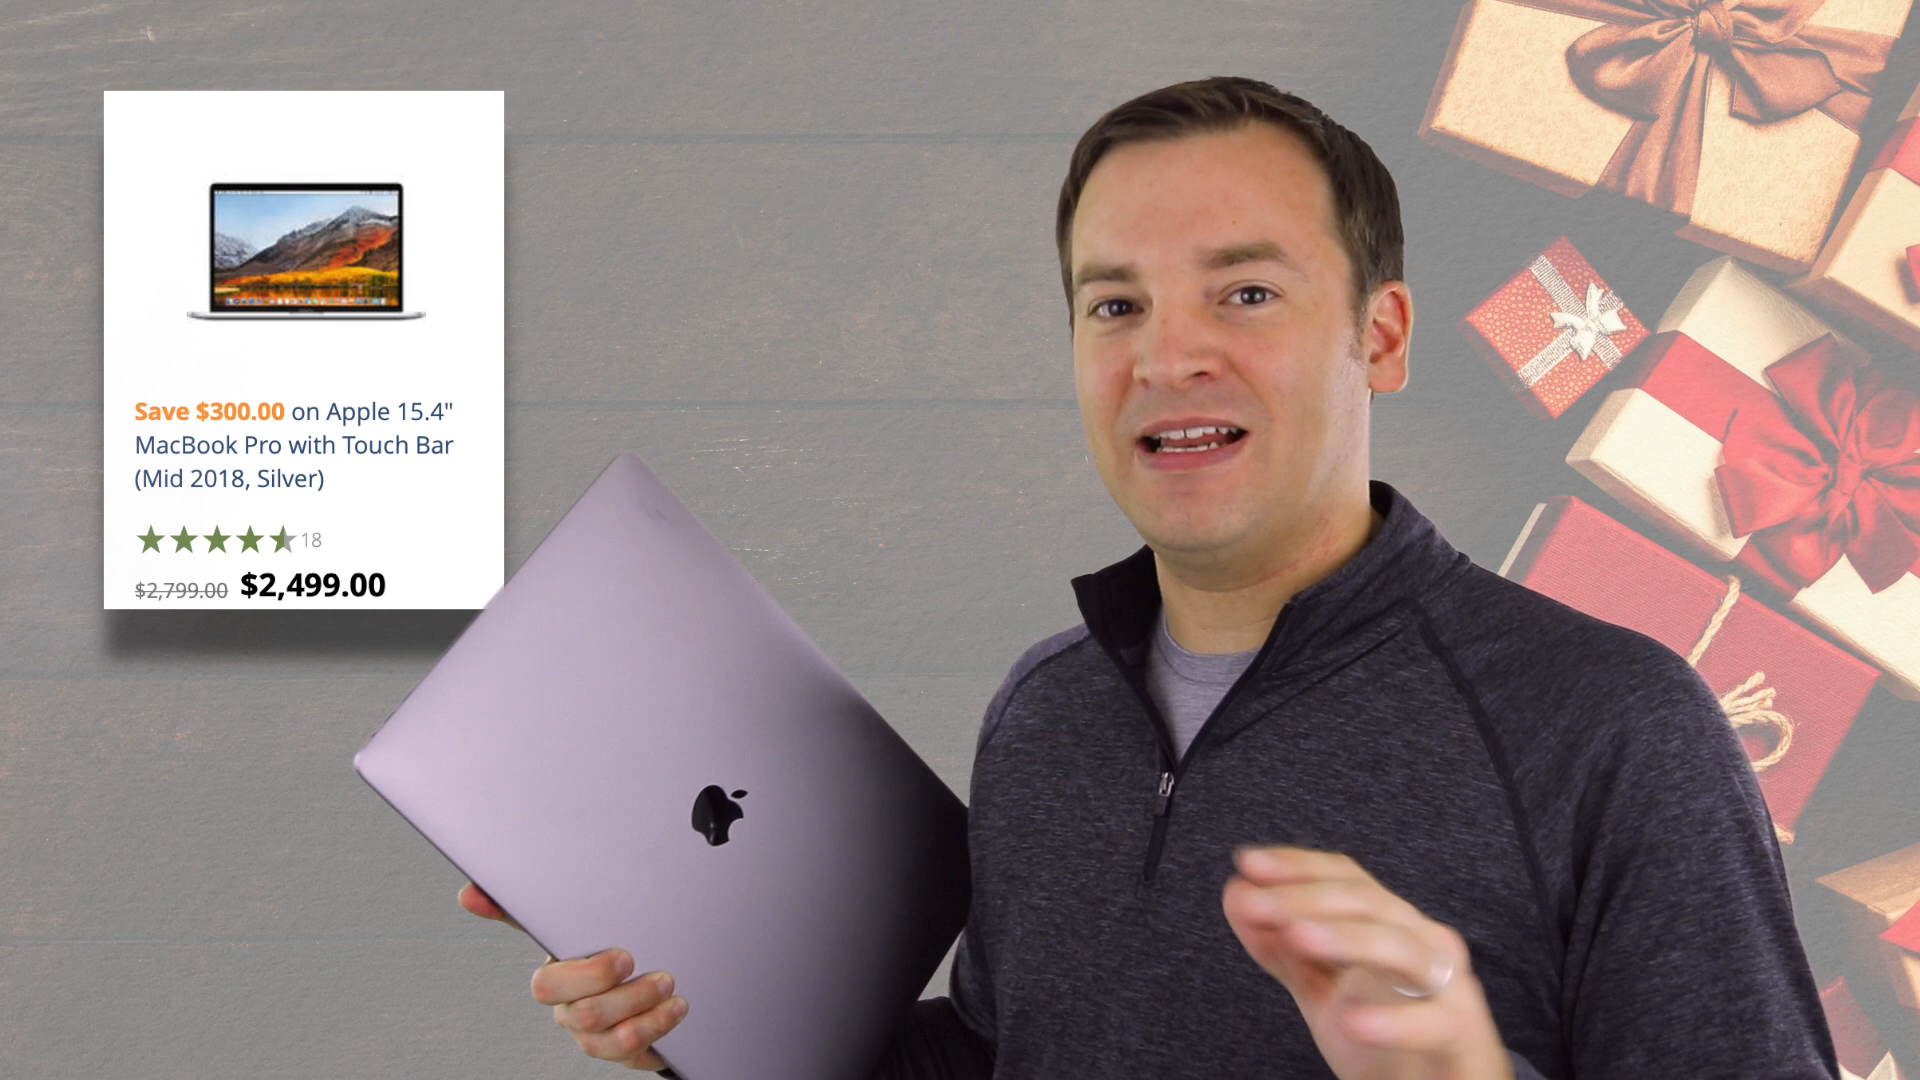 Save $300.00 on Apple 15.4"
MacBook Pro with Touch Bar
(Mid 2018, Silver)
18
$2,799.00 $2,499.00